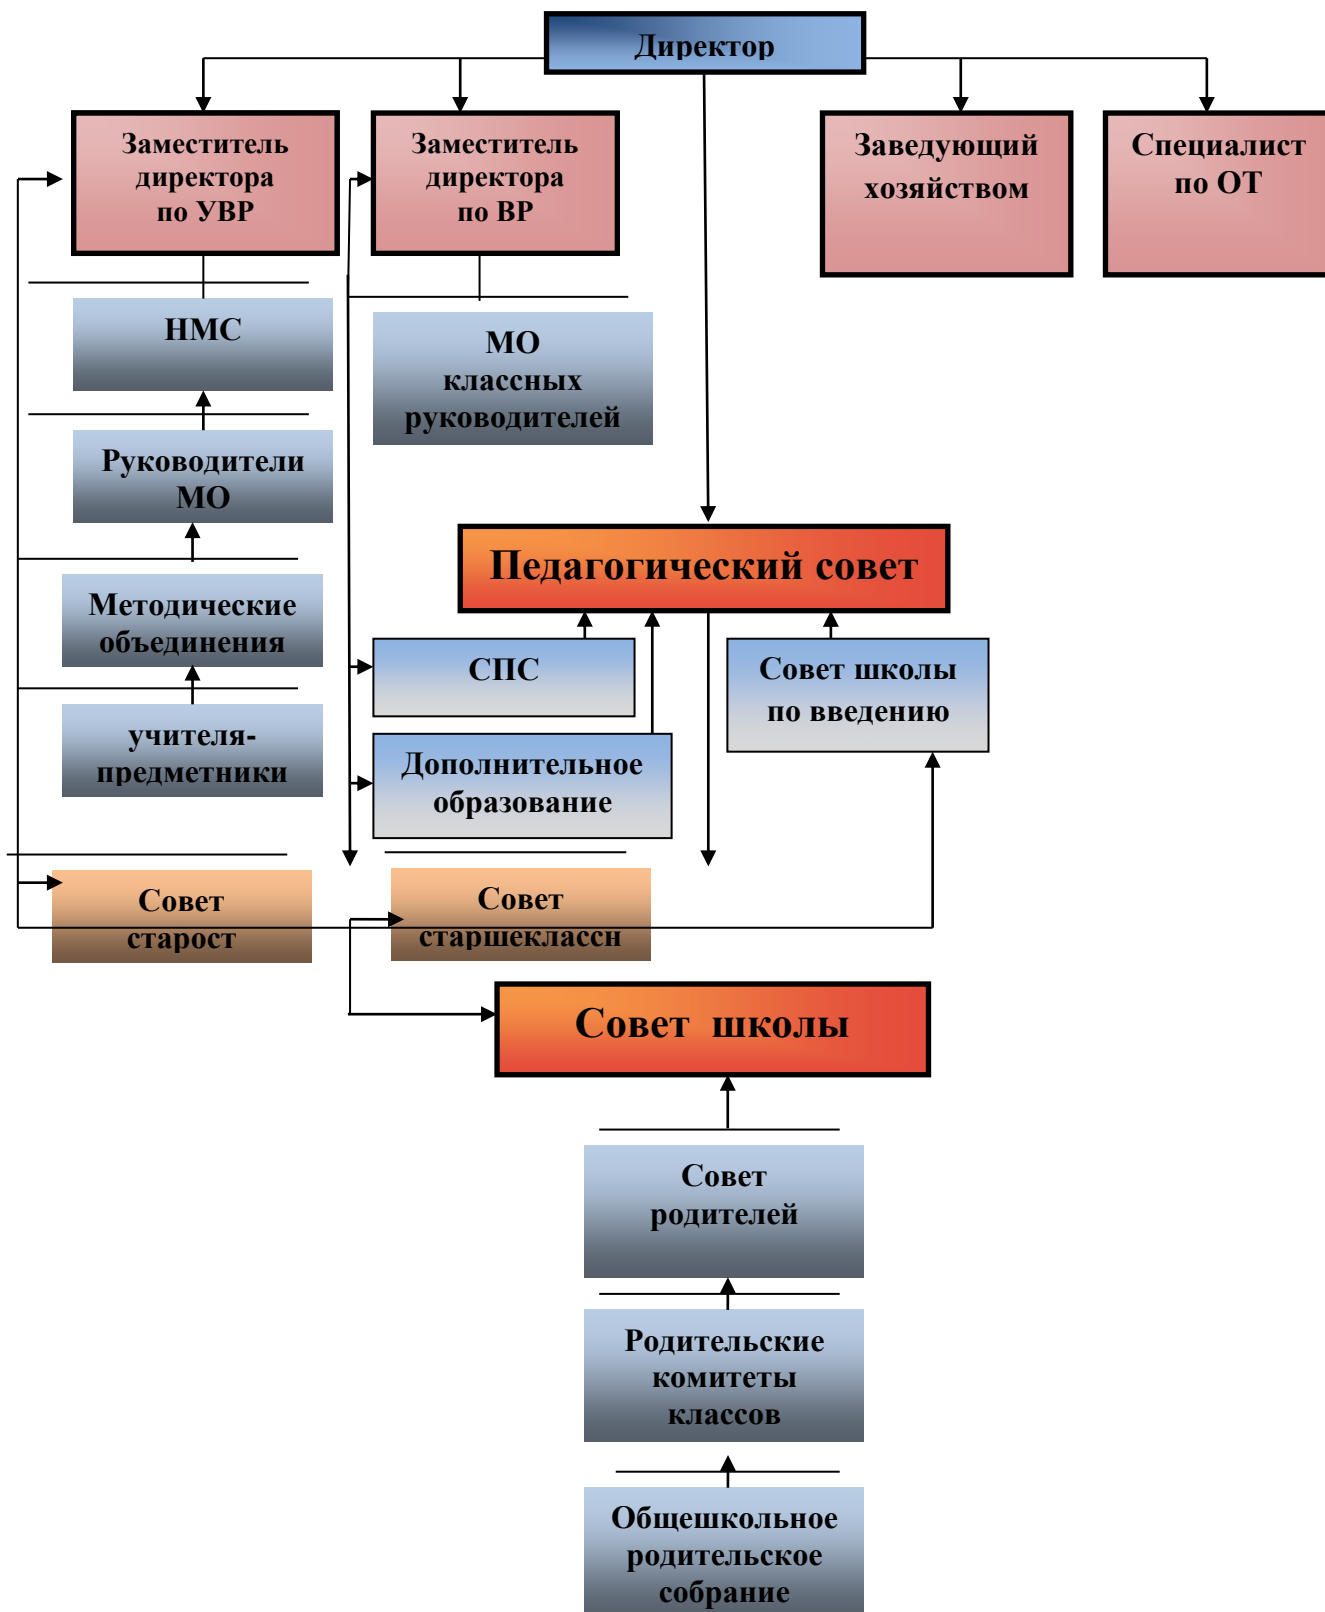 Директор
Заместитель
директора
по УВР
Заместитель
директора
по ВР
Заведующий
хозяйством
Специалист
по ОТ
НМС
МО
классных
руководителей
Руководители
МО
Педагогический совет
Методические
объединения
СПС
Совет школы
по введению
учителя-
предметники
Дополнительное
образование
Совет
старост
Совет
старшеклассн
Совет школы
Совет
родителей
Родительские
комитеты
классов
Общешкольное
родительское
собрание